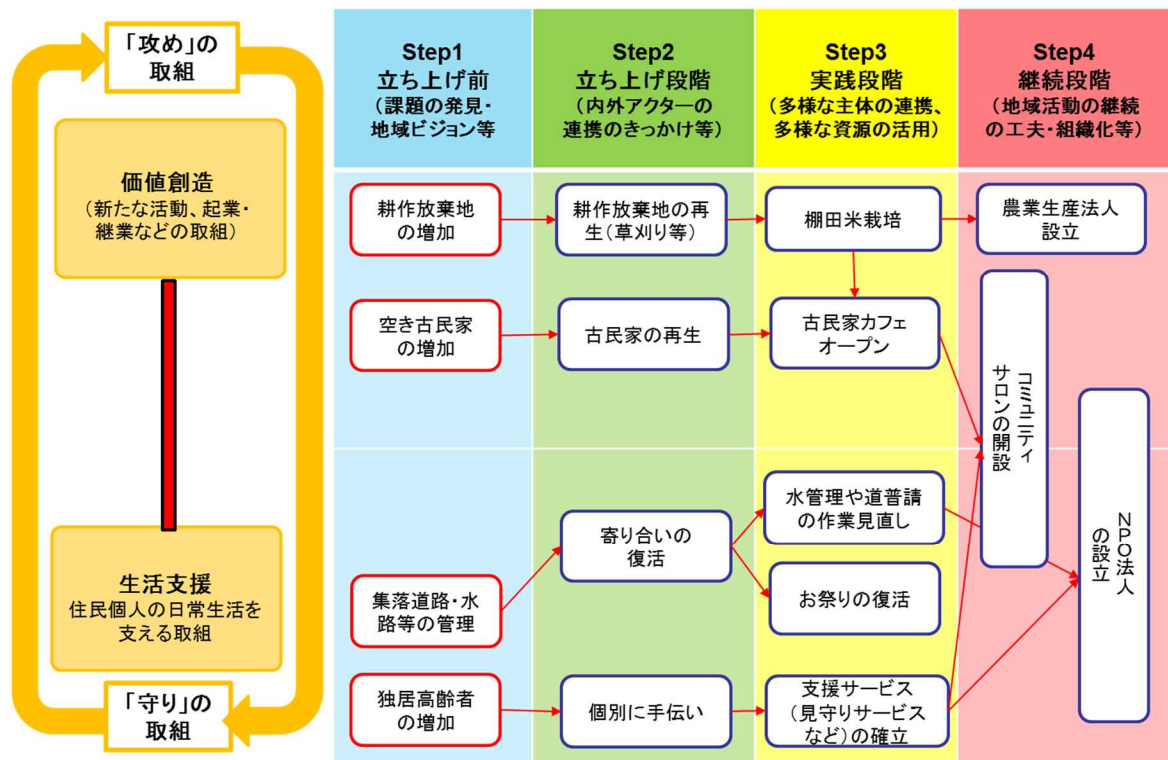 「攻め」の
取組
価値創造
（新たな活動、起業・
継業などの取組）
生活支援
住民個人の日常生活を
支える取組
「守り」の
取組
Step1
立ち上げ前
（課題の発見・
地域ビジョン等
Step2
立ち上げ段階
（内外アクターの
連携のきっかけ等）
Step3
実践段階
（多様な主体の連携、
多様な資源の活用）
Step4
継続段階
（地域活動の継続
の工夫・組織化等）
耕作放棄地
の増加
耕作放棄地の再
生（草刈り等）
棚田米栽培
農業生産法人
設立
空き古民家
の増加
古民家の再生
古民家カフェ
オープン
コミュニティ
サロンの開設
集落道路・水
路等の管理
寄り合いの
復活
水管理や道普請
の作業見直し
お祭りの復活
NPO法人
の設立
独居高齢者
の増加
個別に手伝い
支援サービス
（見守りサービス
など）の確立